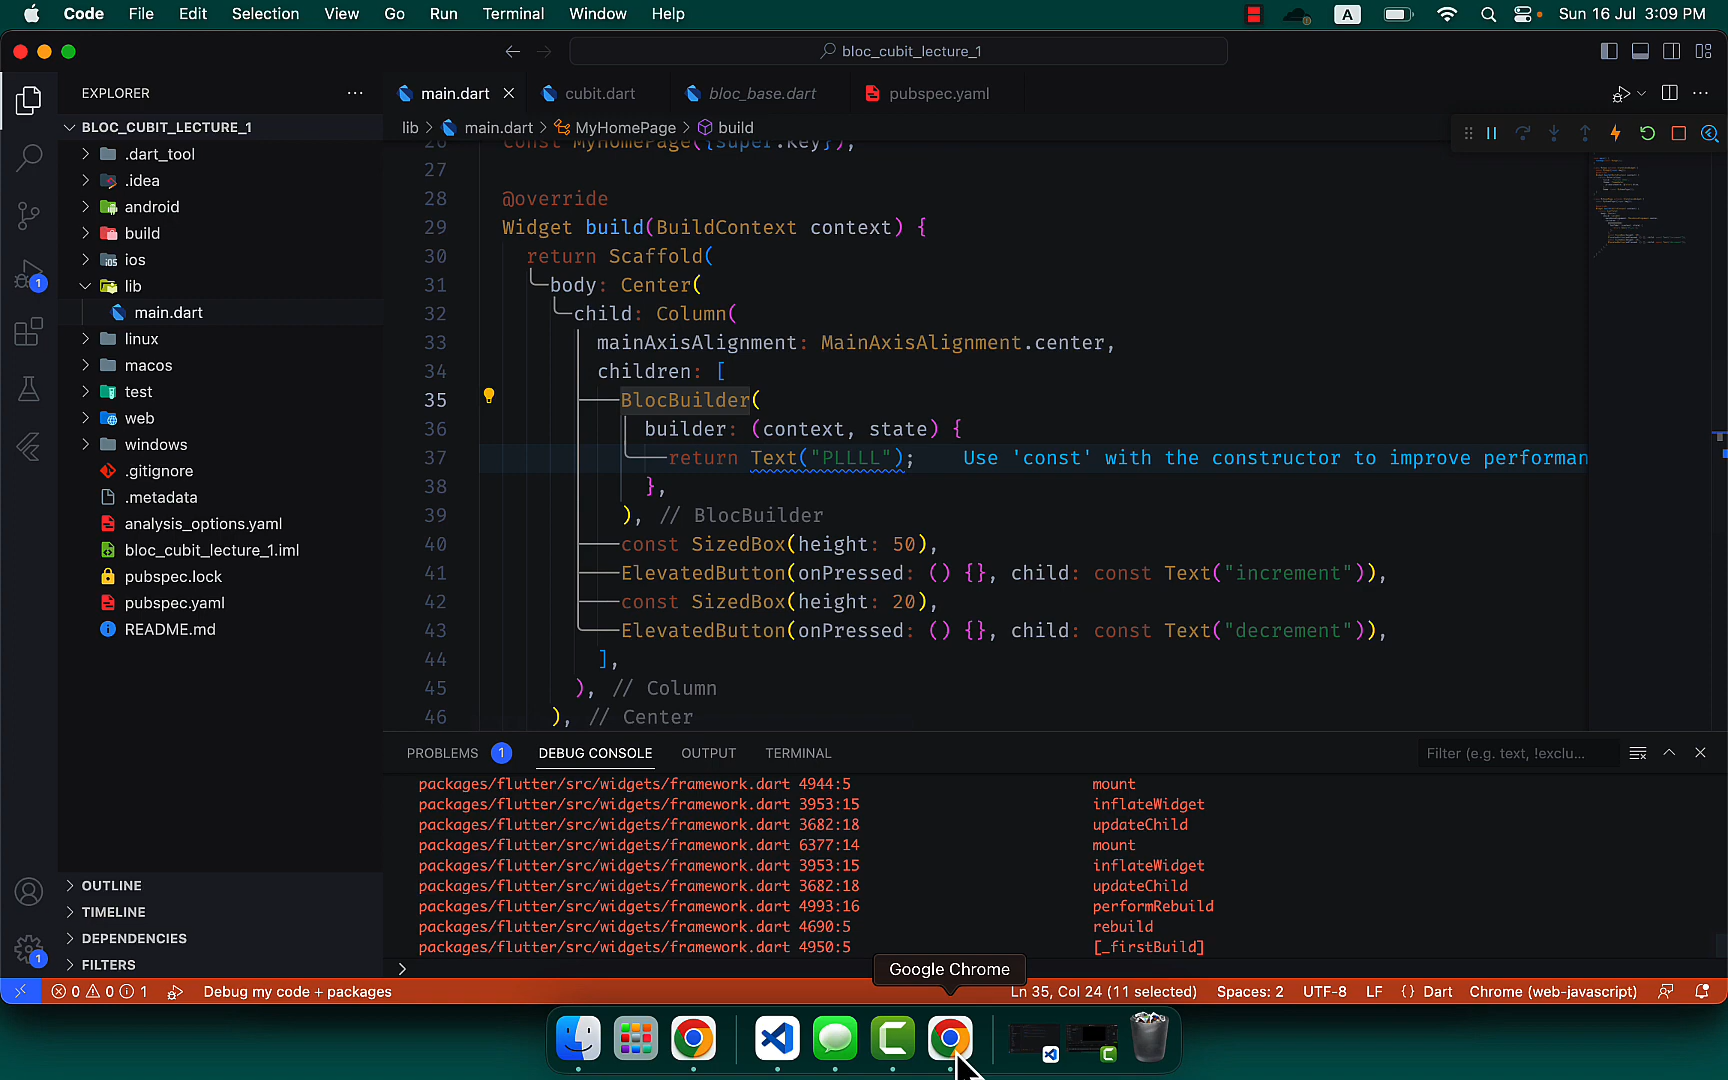 Code File Edit Selection View Go Run Terminal Window Help
A Sun 16 Jul 3:09 PM
bloc_cubit_lecture_1
EXPLORER
main.dart
cubit.dart
bloc_base.dart
pubspec.yaml
lib > main.dart > MyHomePage > build
BLOC_CUBIT_LECTURE_1
.dart_tool
.idea
android
build
ios
lib
main.dart
linux
macos
test
web
windows
.gitignore
.metadata
analysis_options.yaml
bloc_cubit_lecture_1.iml
pubspec.lock
pubspec.yaml
README.md
OUTLINE
TIMELINE
DEPENDENCIES
FILTERS
1
1
26 const MyHomePage({super.key});
27
28 @override
29 Widget build(BuildContext context) {
30 return Scaffold(
31 body: Center(
32 child: Column(
33 mainAxisAlignment: MainAxisAlignment.center,
34 children: [
35 BlocBuilder(
36 builder: (context, state) {
37 return Text("PLLLL"); Use 'const' with the constructor to improve performan
38 },
39 ), // BlocBuilder
40 const SizedBox(height: 50),
41 ElevatedButton(onPressed: () {}, child: const Text("increment")),
42 const SizedBox(height: 20),
43 ElevatedButton(onPressed: () {}, child: const Text("decrement")),
44 ],
45 ), // Column
46 ), // Center
PROBLEMS 1 DEBUG CONSOLE OUTPUT TERMINAL
Filter (e.g. text, !exclu...
packages/flutter/src/widgets/framework.dart 4944:5 mount
packages/flutter/src/widgets/framework.dart 3953:15 inflateWidget
packages/flutter/src/widgets/framework.dart 3682:18 updateChild
packages/flutter/src/widgets/framework.dart 6377:14 mount
packages/flutter/src/widgets/framework.dart 3953:15 inflateWidget
packages/flutter/src/widgets/framework.dart 3682:18 updateChild
packages/flutter/src/widgets/framework.dart 4993:16 performRebuild
packages/flutter/src/widgets/framework.dart 4690:5 rebuild
packages/flutter/src/widgets/framework.dart 4950:5 [_firstBuild]
>
Google Chrome
0 0 1 Debug my code + packages
Ln 35, Col 24 (11 selected) Spaces: 2 UTF-8 LF {} Dart Chrome (web-javascript)